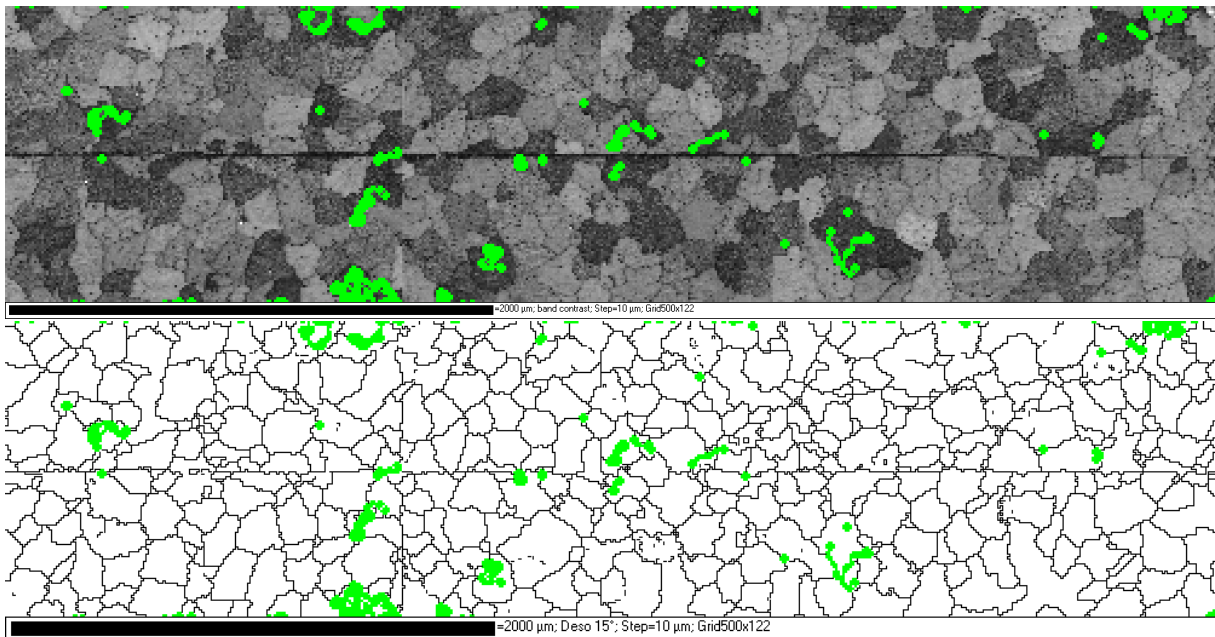 =2000 µm; band contrast; Step=10 µm; Grid500x122
=2000 µm; Deso 15°; Step=10 µm; Grid500x122